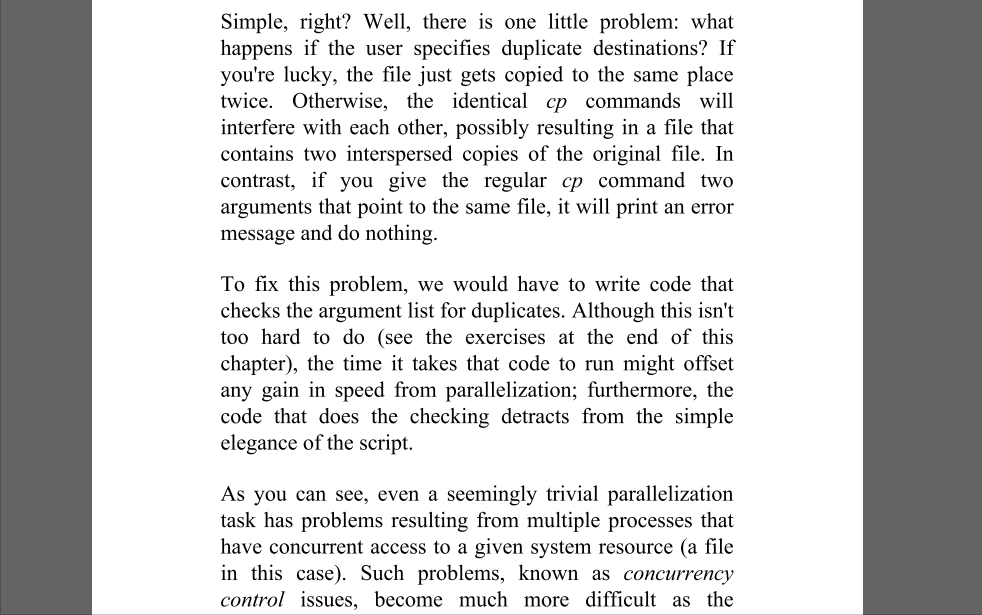 Simple, right? Well, there is one little problem: what
happens if the user specifies duplicate destinations? If
you're lucky, the file just gets copied to the same place
twice. Otherwise, the identical cp commands will
interfere with each other, possibly resulting in a file that
contains two interspersed copies of the original file. In
contrast, if you give the regular cp command two
arguments that point to the same file, it will print an error
message and do nothing.
To fix this problem, we would have to write code that
checks the argument list for duplicates. Although this isn't
too hard to do (see the exercises at the end of this
chapter), the time it takes that code to run might offset
any gain in speed from parallelization; furthermore, the
code that does the checking detracts from the simple
elegance of the script.
As you can see, even a seemingly trivial parallelization
task has problems resulting from multiple processes that
have concurrent access to a given system resource (a file
in this case). Such problems, known as concurrency
control issues, become much more difficult as the